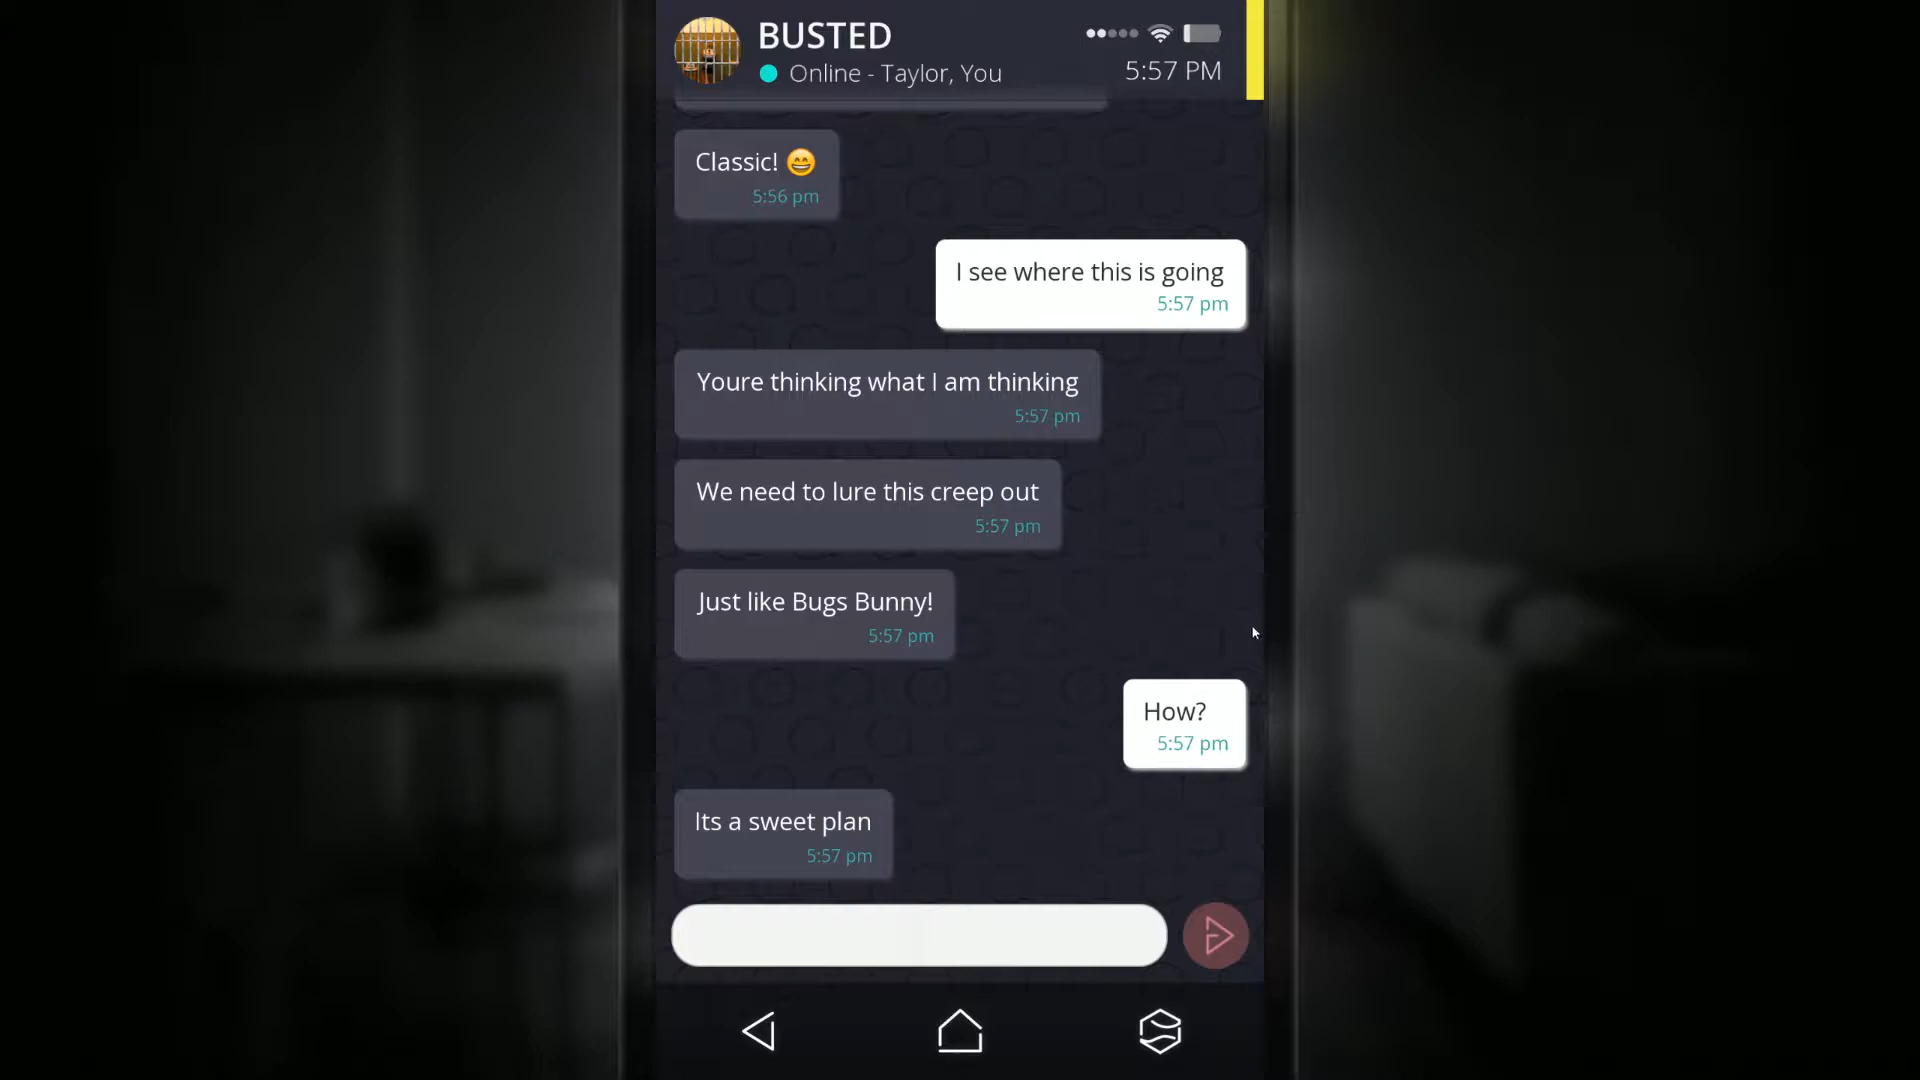 BUSTED
Online - Taylor, You
5:57 PM
Classic! 😄
5:56 pm
I see where this is going
5:57 pm
Youre thinking what I am thinking
5:57 pm
We need to lure this creep out
5:57 pm
Just like Bugs Bunny!
5:57 pm
How?
5:57 pm
Its a sweet plan
5:57 pm